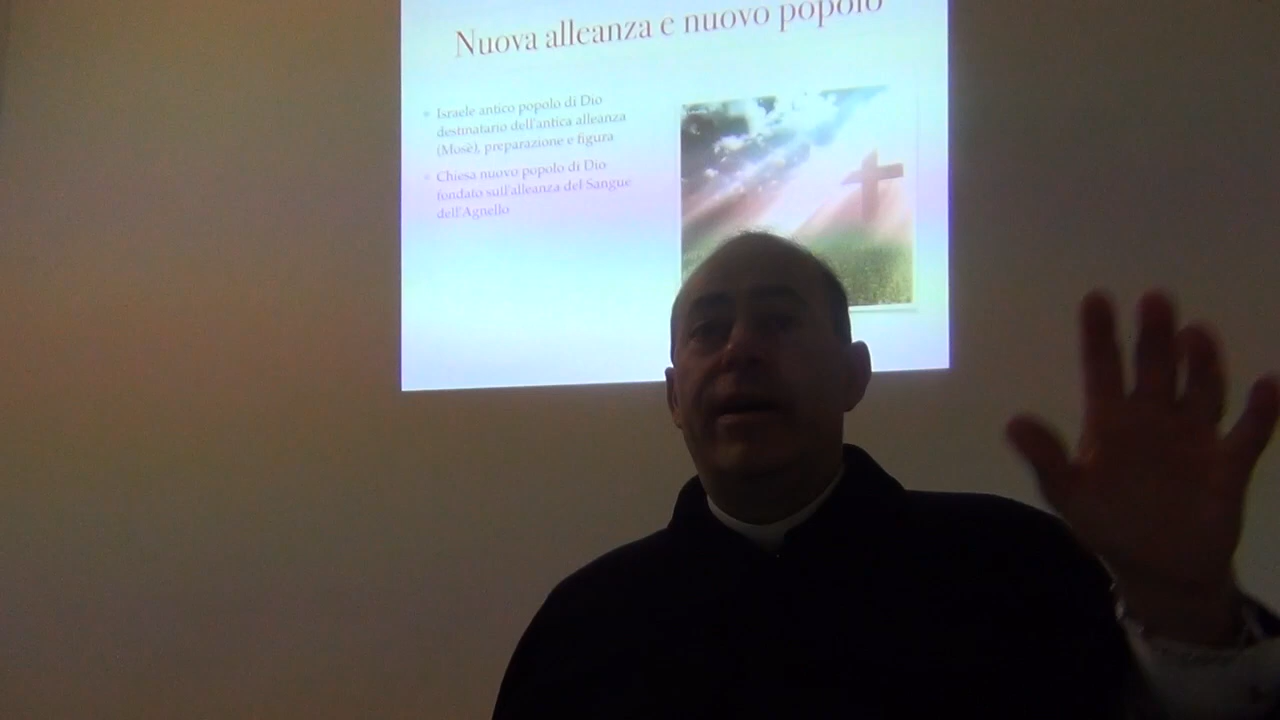 Nuova alleanza e nuovo popolo
Israele antico popolo di Dio
destinatario dell'antica alleanza
(Mosè), preparazione e figura
Chiesa nuovo popolo di Dio
fondato sull'alleanza del Sangue
dell'Agnello